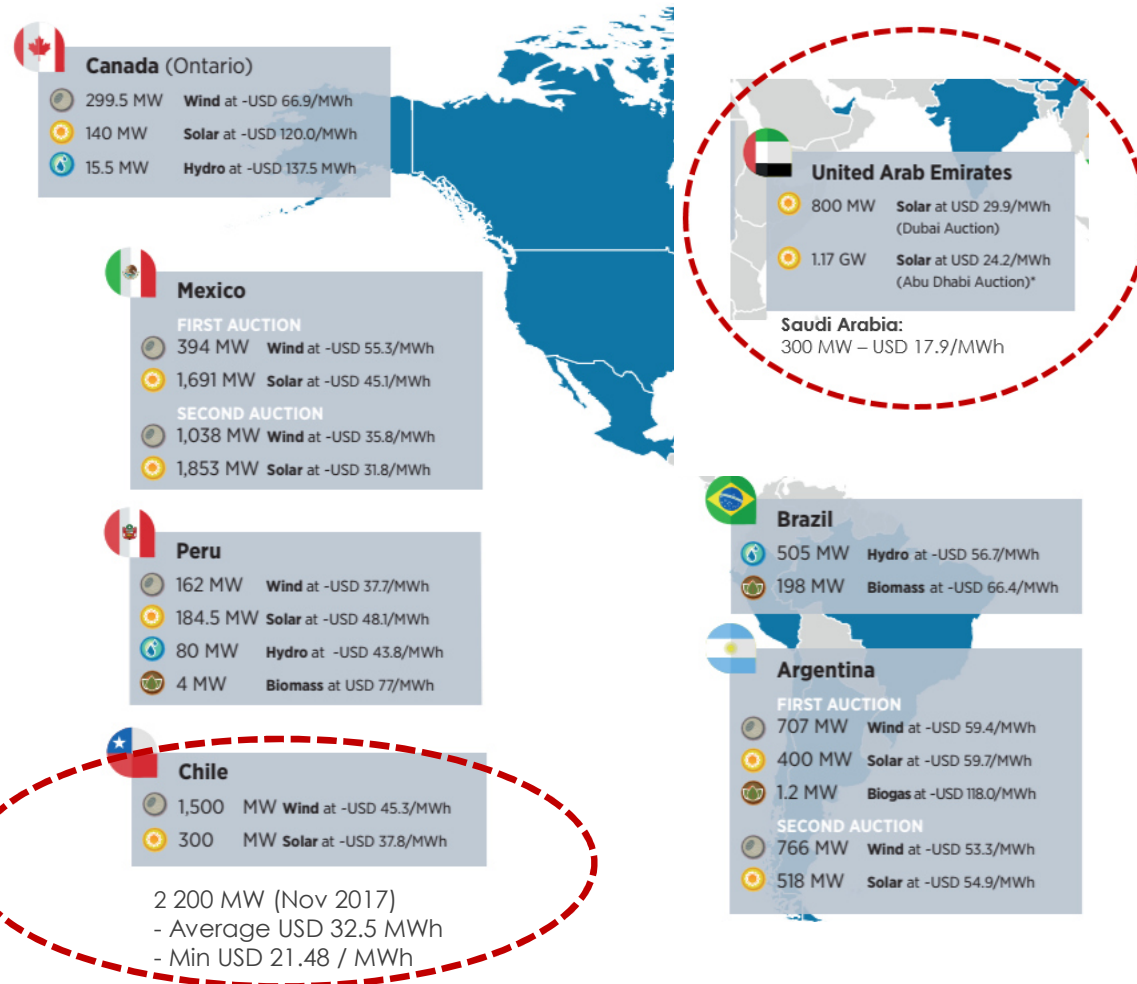 Canada (Ontario)
299.5 MW Wind at -USD 66.9/MWh
140 MW Solar at -USD 120.0/MWh
15.5 MW Hydro at -USD 137.5 MWh
Mexico
FIRST AUCTION
394 MW Wind at -USD 55.3/MWh
1,691 MW Solar at -USD 45.1/MWh
SECOND AUCTION
1,038 MW Wind at -USD 35.8/MWh
1,853 MW Solar at -USD 31.8/MWh
Peru
162 MW Wind at -USD 37.7/MWh
184.5 MW Solar at -USD 48.1/MWh
80 MW Hydro at -USD 43.8/MWh
4 MW Biomass at USD 77/MWh
Chile
1,500 MW Wind at -USD 45.3/MWh
300 MW Solar at -USD 37.8/MWh
2 200 MW (Nov 2017)
- Average USD 32.5 MWh
- Min USD 21.48 / MWh
United Arab Emirates
800 MW Solar at USD 29.9/MWh
(Dubai Auction)
1.17 GW Solar at USD 24.2/MWh
(Abu Dhabi Auction)*
Saudi Arabia:
300 MW – USD 17.9/MWh
Brazil
505 MW Hydro at -USD 56.7/MWh
198 MW Biomass at -USD 66.4/MWh
Argentina
FIRST AUCTION
707 MW Wind at -USD 59.4/MWh
400 MW Solar at -USD 59.7/MWh
1.2 MW Biogas at -USD 118.0/MWh
SECOND AUCTION
766 MW Wind at -USD 53.3/MWh
518 MW Solar at -USD 54.9/MWh